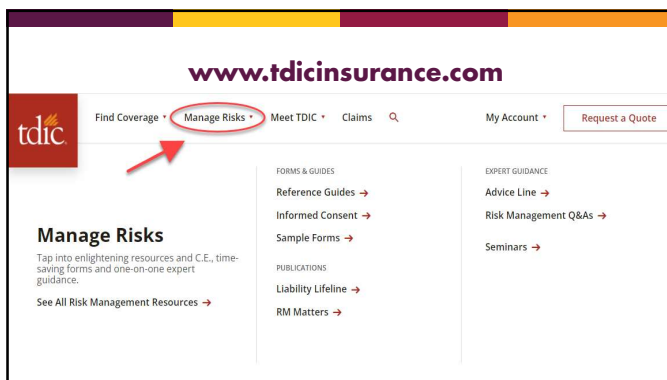 www.tdicinsurance.com
tdic
Find Coverage Manage Risks Meet TDIC Claims My Account Request a Quote
Manage Risks
Tap into enlightening resources and C.E., time-
saving forms and one-on-one expert
guidance.
See All Risk Management Resources →
FORMS & GUIDES
Reference Guides →
Informed Consent →
Sample Forms →
PUBLICATIONS
Liability Lifeline →
RM Matters →
EXPERT GUIDANCE
Advice Line →
Risk Management Q&As →
Seminars →